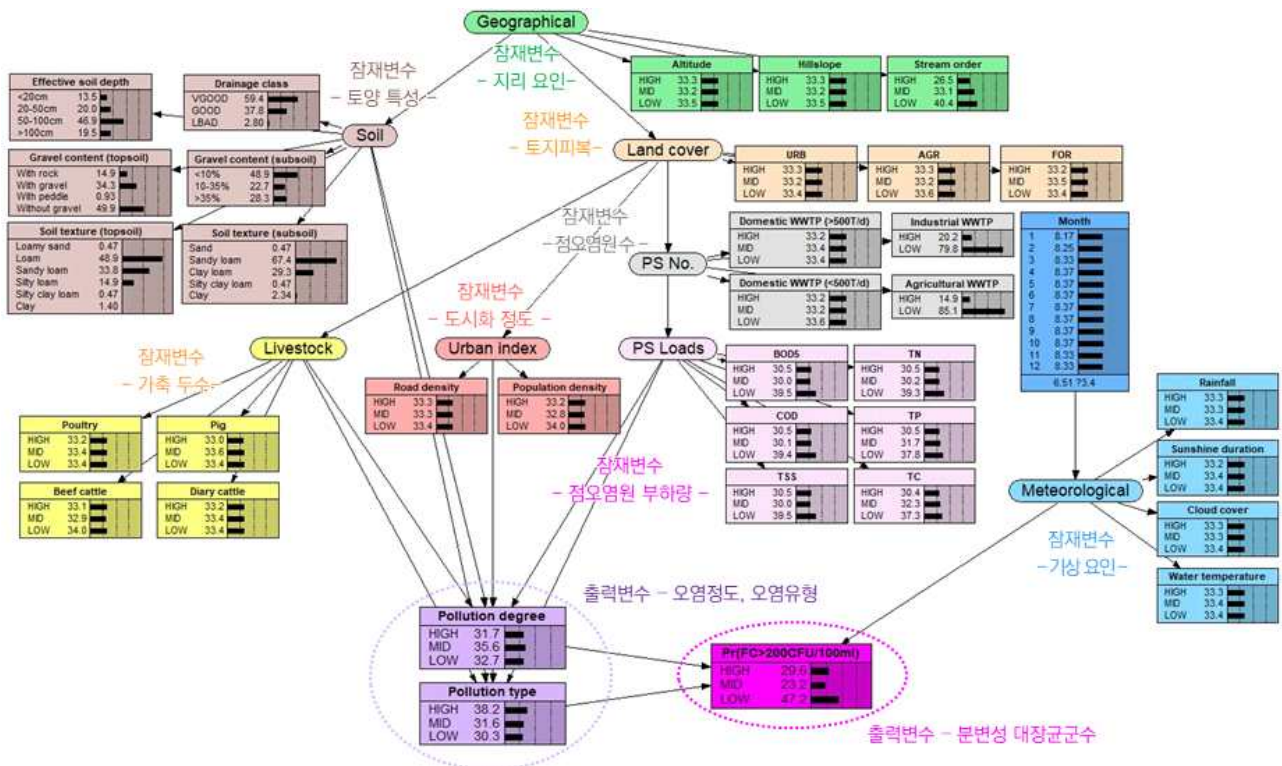 Geographical
잠재변수
- 지리 요인-
Altitude
HIGH 33.3
MID 33.2
LOW 33.5
Hillslope
HIGH 33.3
MID 33.2
LOW 33.5
Stream order
HIGH 26.5
MID 33.1
LOW 40.4
잠재변수
- 토양 특성-
Effective soil depth
<20cm 13.5
20-50cm 20.0
50-100cm 46.9
>100cm 19.5
Drainage class
VGOOD 59.4
GOOD 37.8
LBAD 2.80
Soil
Gravel content (topsoil)
With rock 14.9
With gravel 34.3
With peddle 0.93
Without gravel 49.9
Gravel content (subsoil)
<10% 48.9
10-35% 22.7
>35% 28.3
Soil texture (topsoil)
Loamy sand 0.47
Loam 48.9
Sandy loam 33.8
Silty loam 14.9
Silty clay loam 0.47
Clay 1.40
Soil texture (subsoil)
Sand 0.47
Sandy loam 67.4
Clay loam 29.3
Silty clay loam 0.47
Clay 2.34
잠재변수
- 토지피복 -
Land cover
URB
HIGH 33.3
MID 33.2
LOW 33.4
AGR
HIGH 33.3
MID 33.2
LOW 33.6
FOR
HIGH 33.2
MID 33.5
LOW 33.4
잠재변수
-점오염원수 -
PS No.
Domestic WWTP (>500T/d)
HIGH 33.2
MID 33.4
LOW 33.4
Industrial WWTP
HIGH 20.2
LOW 79.8
Domestic WWTP (<500T/d)
HIGH 33.2
MID 33.2
LOW 33.6
Agricultural WWTP
HIGH 14.9
LOW 85.1
Month
1 8.17
2 8.25
3 8.33
4 8.37
5 8.37
6 8.37
7 8.37
8 8.37
9 8.37
10 8.37
11 8.33
12 8.33
6.51 ?3.4
잠재변수
- 가축 두수-
Livestock
잠재변수
- 도시화 정도 -
Urban index
PS Loads
Road density
HIGH 33.3
MID 33.3
LOW 33.4
Population density
HIGH 33.2
MID 32.8
LOW 34.0
BOD5
HIGH 30.5
MID 30.0
LOW 39.5
TN
HIGH 30.5
MID 30.2
LOW 39.3
COD
HIGH 30.5
MID 30.1
LOW 39.4
TP
HIGH 30.5
MID 31.7
LOW 37.8
TSS
HIGH 30.5
MID 30.0
LOW 39.5
TC
HIGH 30.4
MID 32.3
LOW 37.3
Poultry
HIGH 33.2
MID 33.4
LOW 33.4
Pig
HIGH 33.0
MID 33.6
LOW 33.4
Beef cattle
HIGH 33.1
MID 32.9
LOW 34.0
Diary cattle
HIGH 33.2
MID 33.4
LOW 33.4
잠재변수
- 점오염원 부하량 -
Meteorological
잠재변수
-기상 요인-
Rainfall
HIGH 33.3
MID 33.3
LOW 33.4
Sunshine duration
HIGH 33.2
MID 33.4
LOW 33.4
Cloud cover
HIGH 33.3
MID 33.3
LOW 33.4
Water temperature
HIGH 33.3
MID 33.4
LOW 33.4
출력변수 - 오염정도, 오염유형
Pollution degree
HIGH 31.7
MID 35.6
LOW 32.7
Pollution type
HIGH 38.2
MID 31.6
LOW 30.3
Pr(FC>200CFU/100ml)
HIGH 29.6
MID 23.2
LOW 47.2
출력변수 - 분변성 대장균군수